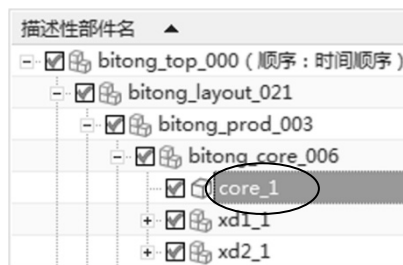 描述性部件名
bitong_top_000 ( 顺序 : 时间顺序 )
bitong_layout_021
bitong_prod_003
bitong_core_006
core_1
xd1_1
xd2_1